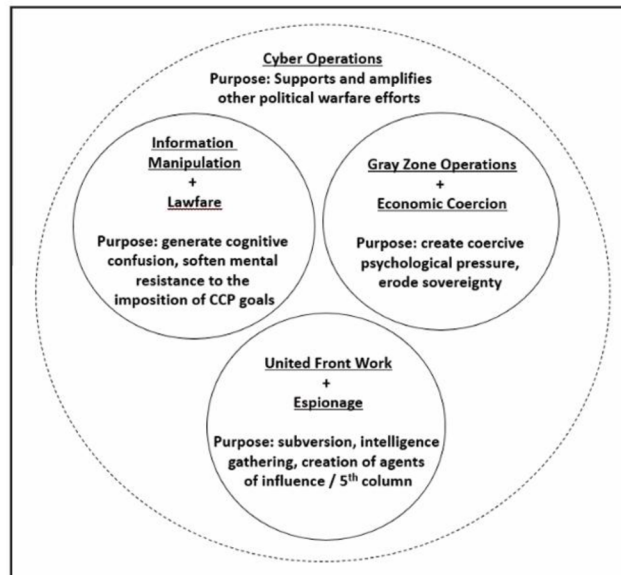 Cyber Operations
Purpose: Supports and amplifies
other political warfare efforts
Information
Manipulation
+
Lawfare
Purpose: generate cognitive
confusion, soften mental
resistance to the
imposition of CCP goals
Gray Zone Operations
+
Economic Coercion
Purpose: create coercive
psychological pressure,
erode sovereignty
United Front Work
+
Espionage
Purpose: subversion, intelligence
gathering, creation of agents
of influence / 5th column